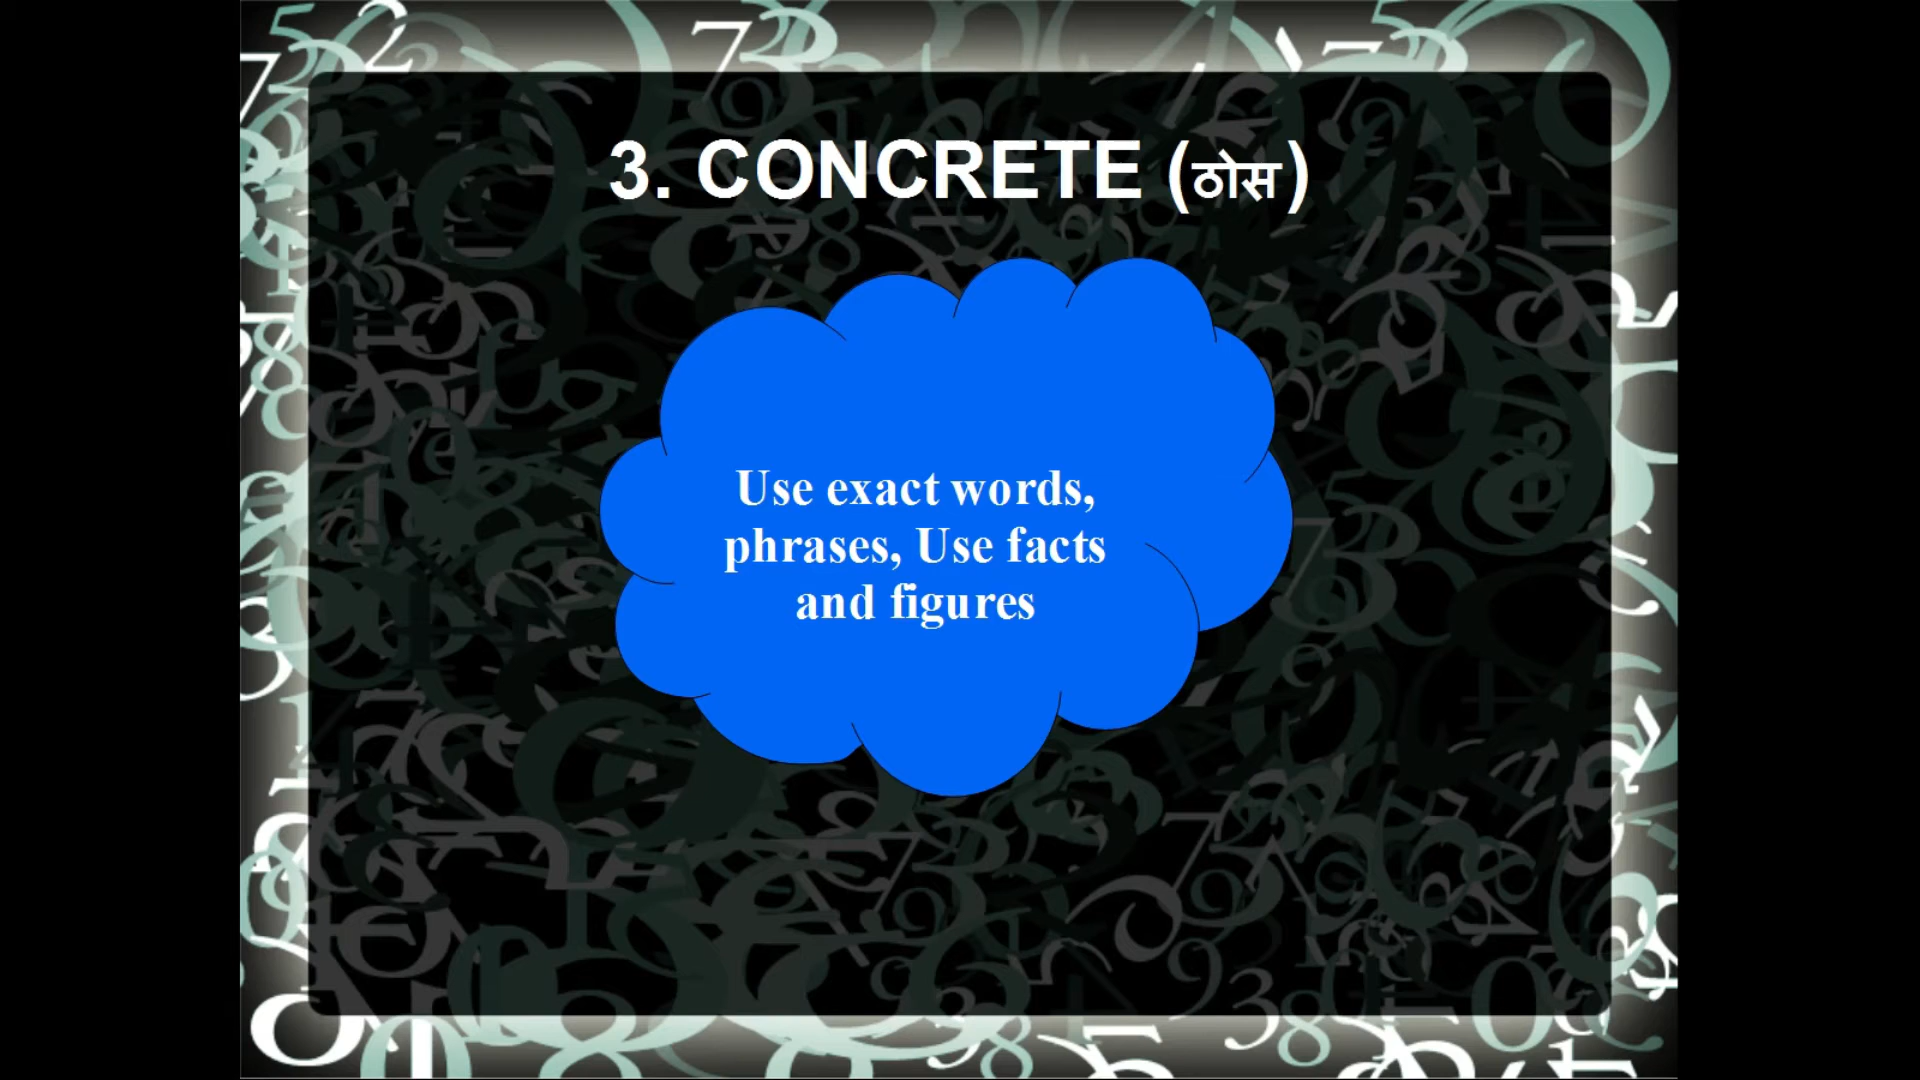 3. CONCRETE (ठोस)
Use exact words,
phrases, Use facts
and figures